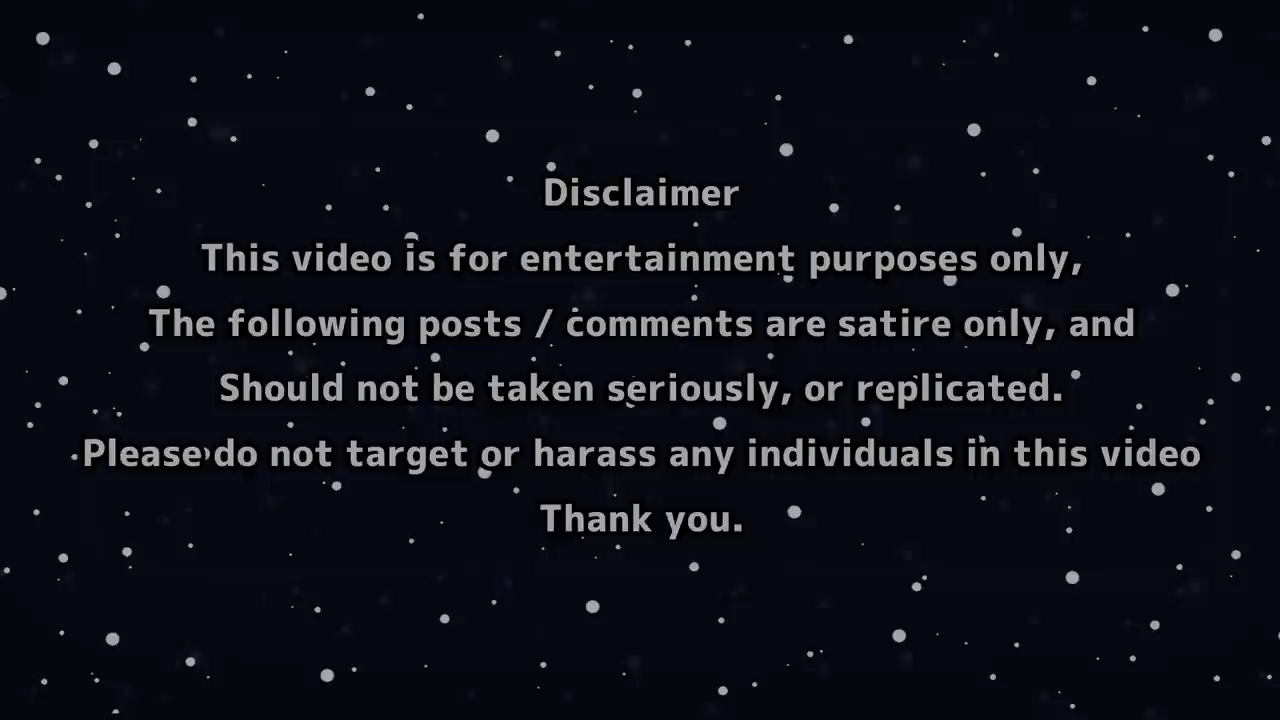 Disclaimer
This video is for entertainment purposes only,
The following posts / comments are satire only, and
Should not be taken seriously, or replicated.
Please do not target or harass any individuals in this video
Thank you.